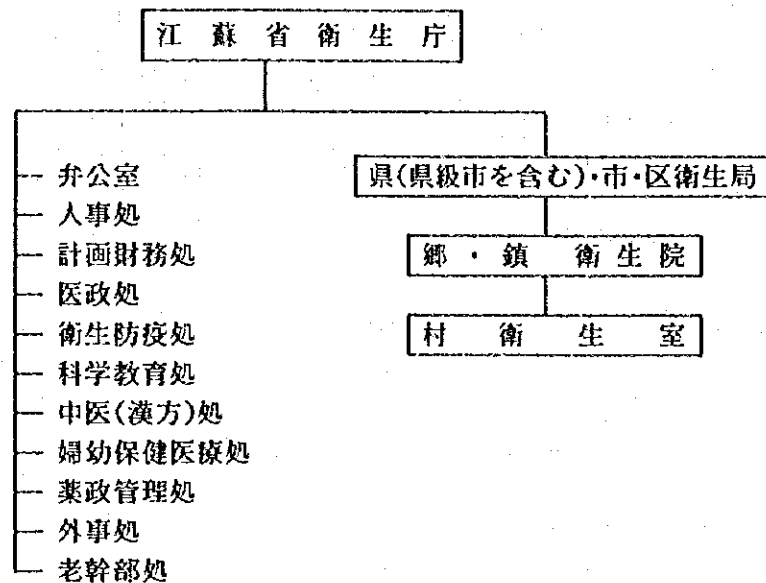 江蘇省衛生庁
弁公室
人事処
計画財務処
医政処
衛生防疫処
科学教育処
中医(漢方)処
婦幼保健医療処
薬政管理処
外事処
老幹部処
県(県級市を含む)・市・区衛生局
郷・鎮 衛生院
村衛生室